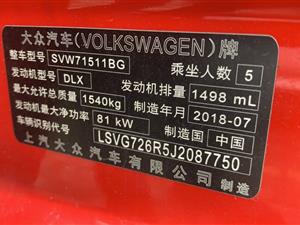 大众汽车(VOLKSWAGEN)牌
整车型号 SVW71511BG 乘坐人数 5
发动机型号 DLX 发动机排量 1498 mL
最大允许总质量 1540kg 制造年月 2018-07
发动机最大净功率 81 kW 制造国 中国
车辆识别代号 LSVG726R5J2087750
上汽大众汽车有限公司 制造